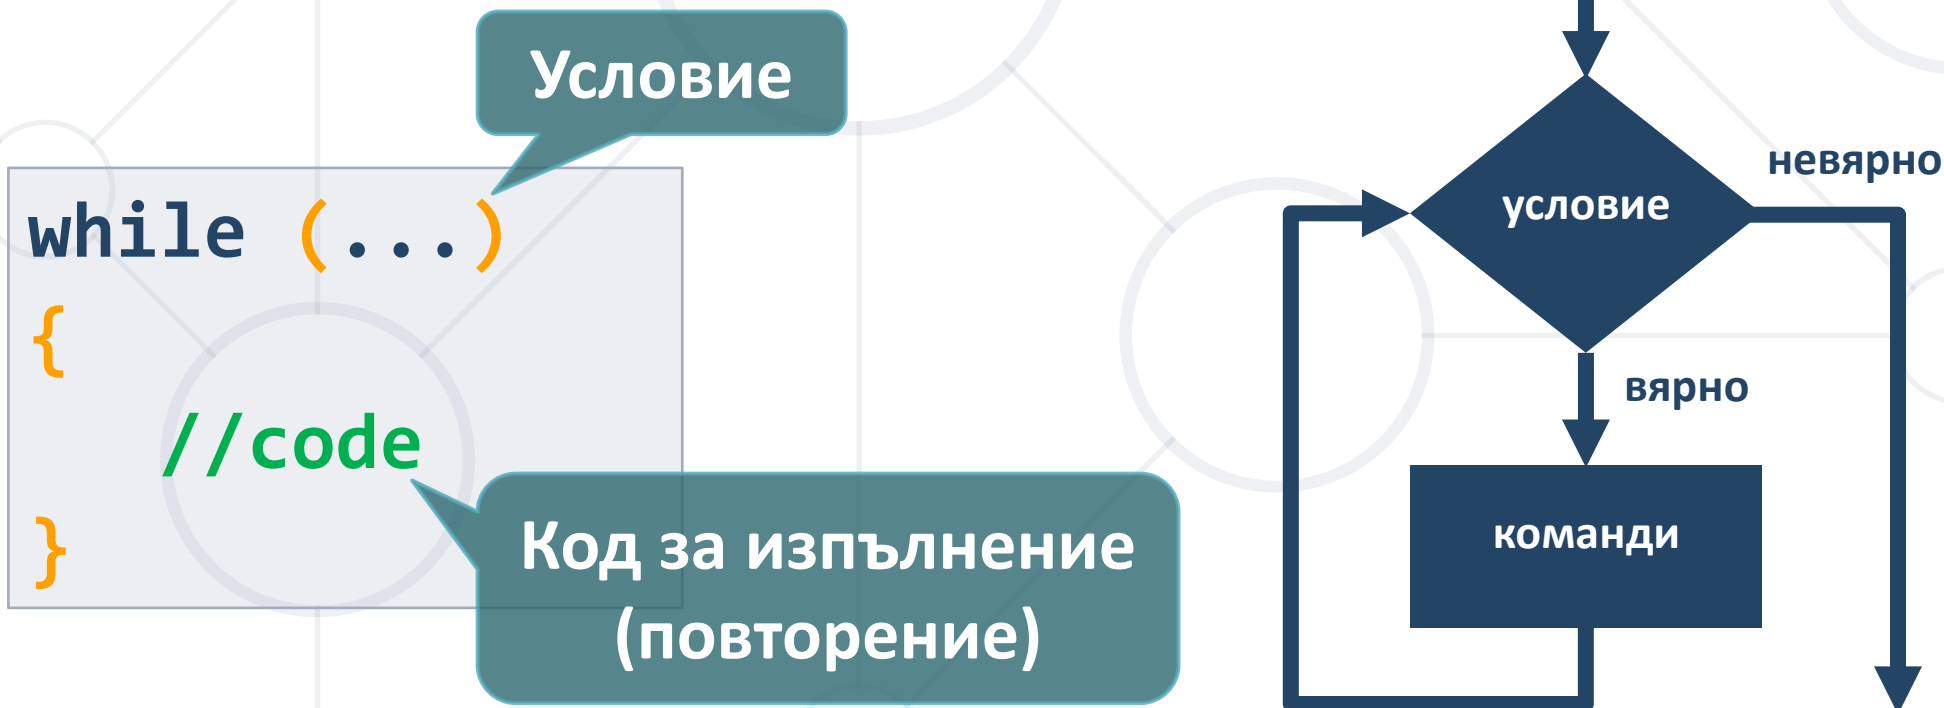 Условие
while (...)
{
//code
}
Код за изпълнение
(повторение)
условие
невярно
вярно
команди